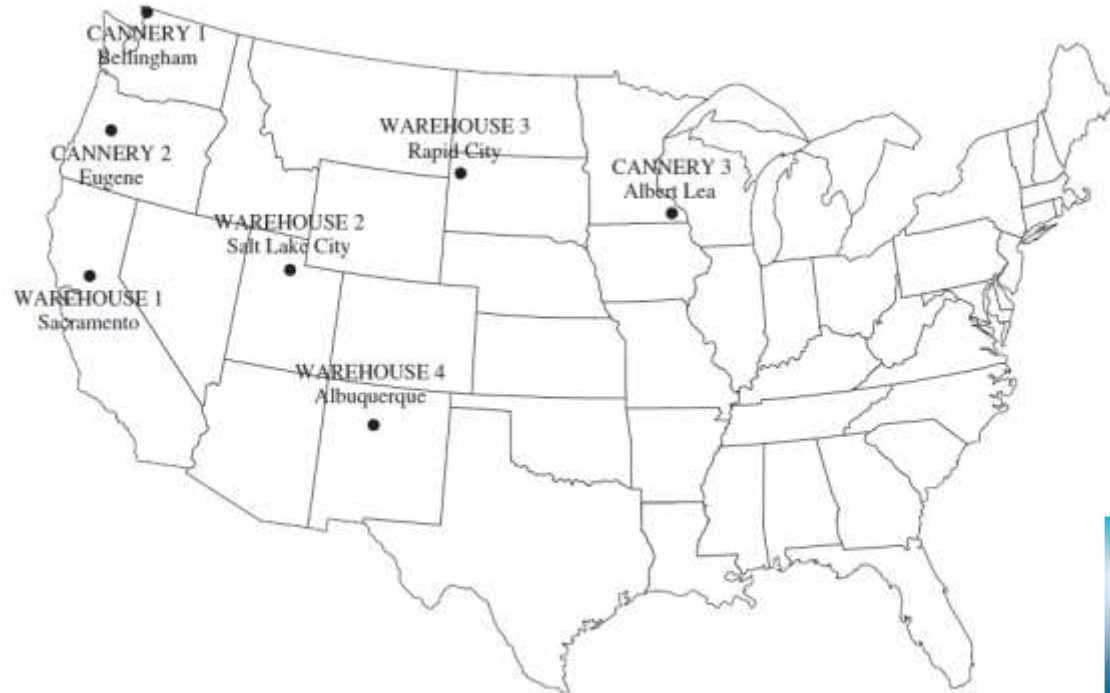 CANNERY 1
Bellingham
WAREHOUSE 3
Rapid City
CANNERY 2
Eugene
CANNERY 3
Albert Lea
WAREHOUSE 2
Salt Lake City
WAREHOUSE 1
Sacramento
WAREHOUSE 4
Albuquerque